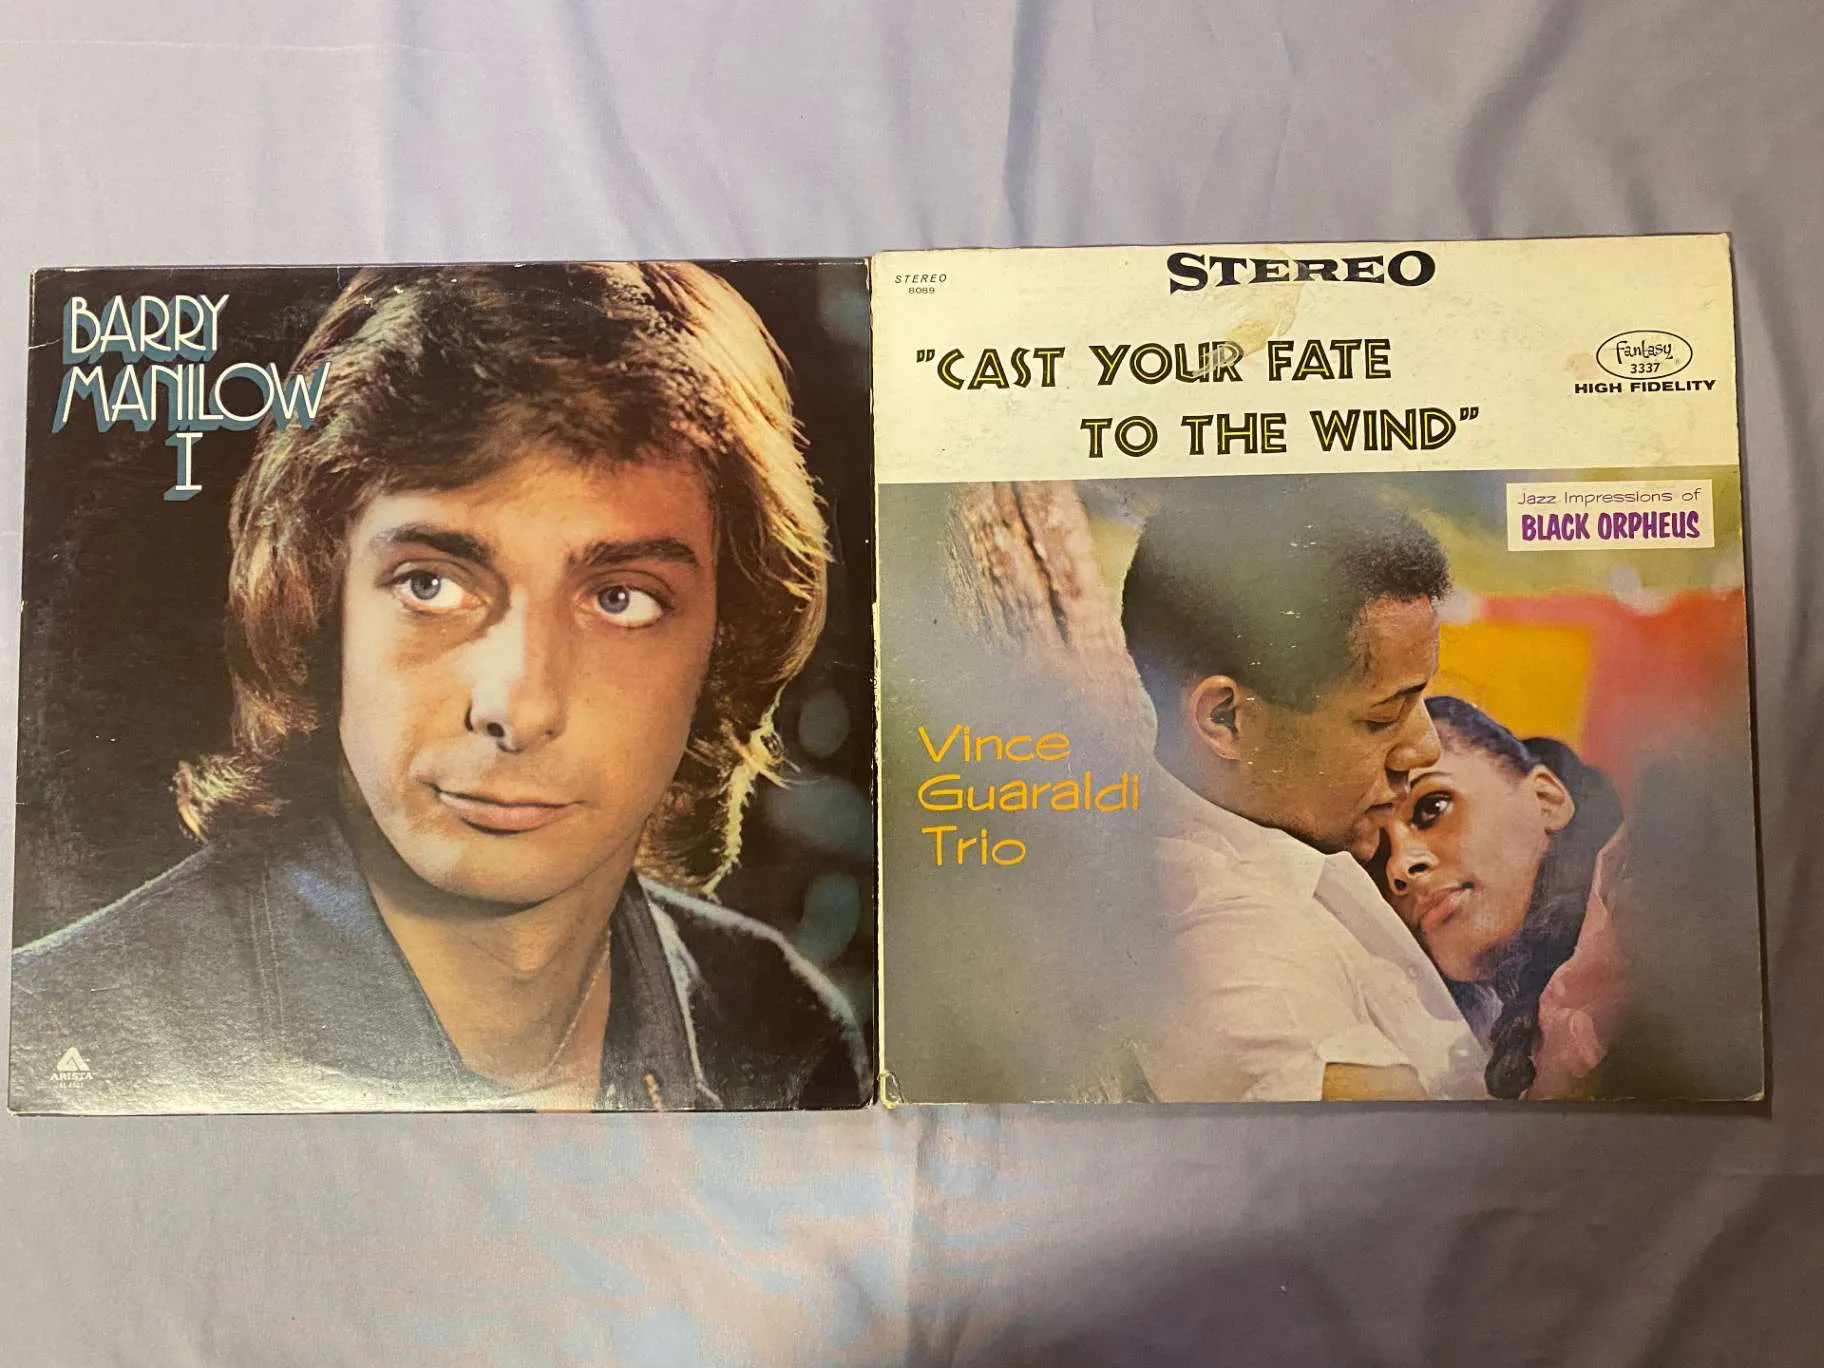 BARRY
MANILOW
I
ARISTA
STEREO
8089
STEREO
"CAST YOUR FATE
TO THE WIND"
Fantasy
3337
HIGH FIDELITY
Jazz Impressions of
BLACK ORPHEUS
Vince
Guaraldi
Trio